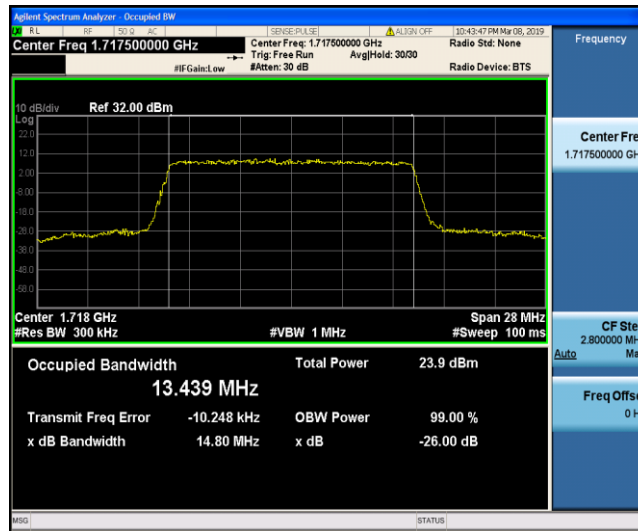 Agilent Spectrum Analyzer - Occupied BW
RL RF 50 Ω AC SENSE:PULSE ALIGN OFF 10:43:47 PM Mar 08, 2019
Center Freq 1.717500000 GHz
Center Freq: 1.717500000 GHz
Radio Std: None
Trig: Free Run Avg|Hold: 30/30
#IFGain:Low #Atten: 30 dB Radio Device: BTS
10 dB/div Ref 32.00 dBm
Log
22.0
12.0
2.00
-8.00
-18.0
-28.0
-38.0
-48.0
-58.0
Center 1.718 GHz Span 28 MHz
#Res BW 300 kHz #VBW 1 MHz #Sweep 100 ms
Occupied Bandwidth Total Power 23.9 dBm
13.439 MHz
Transmit Freq Error -10.248 kHz OBW Power 99.00 %
x dB Bandwidth 14.80 MHz x dB -26.00 dB
Frequency
Center Fre
1.717500000 GH
CF Ste
2.800000 MH
Auto Ma
Freq Offse
0 H
MSG STATUS